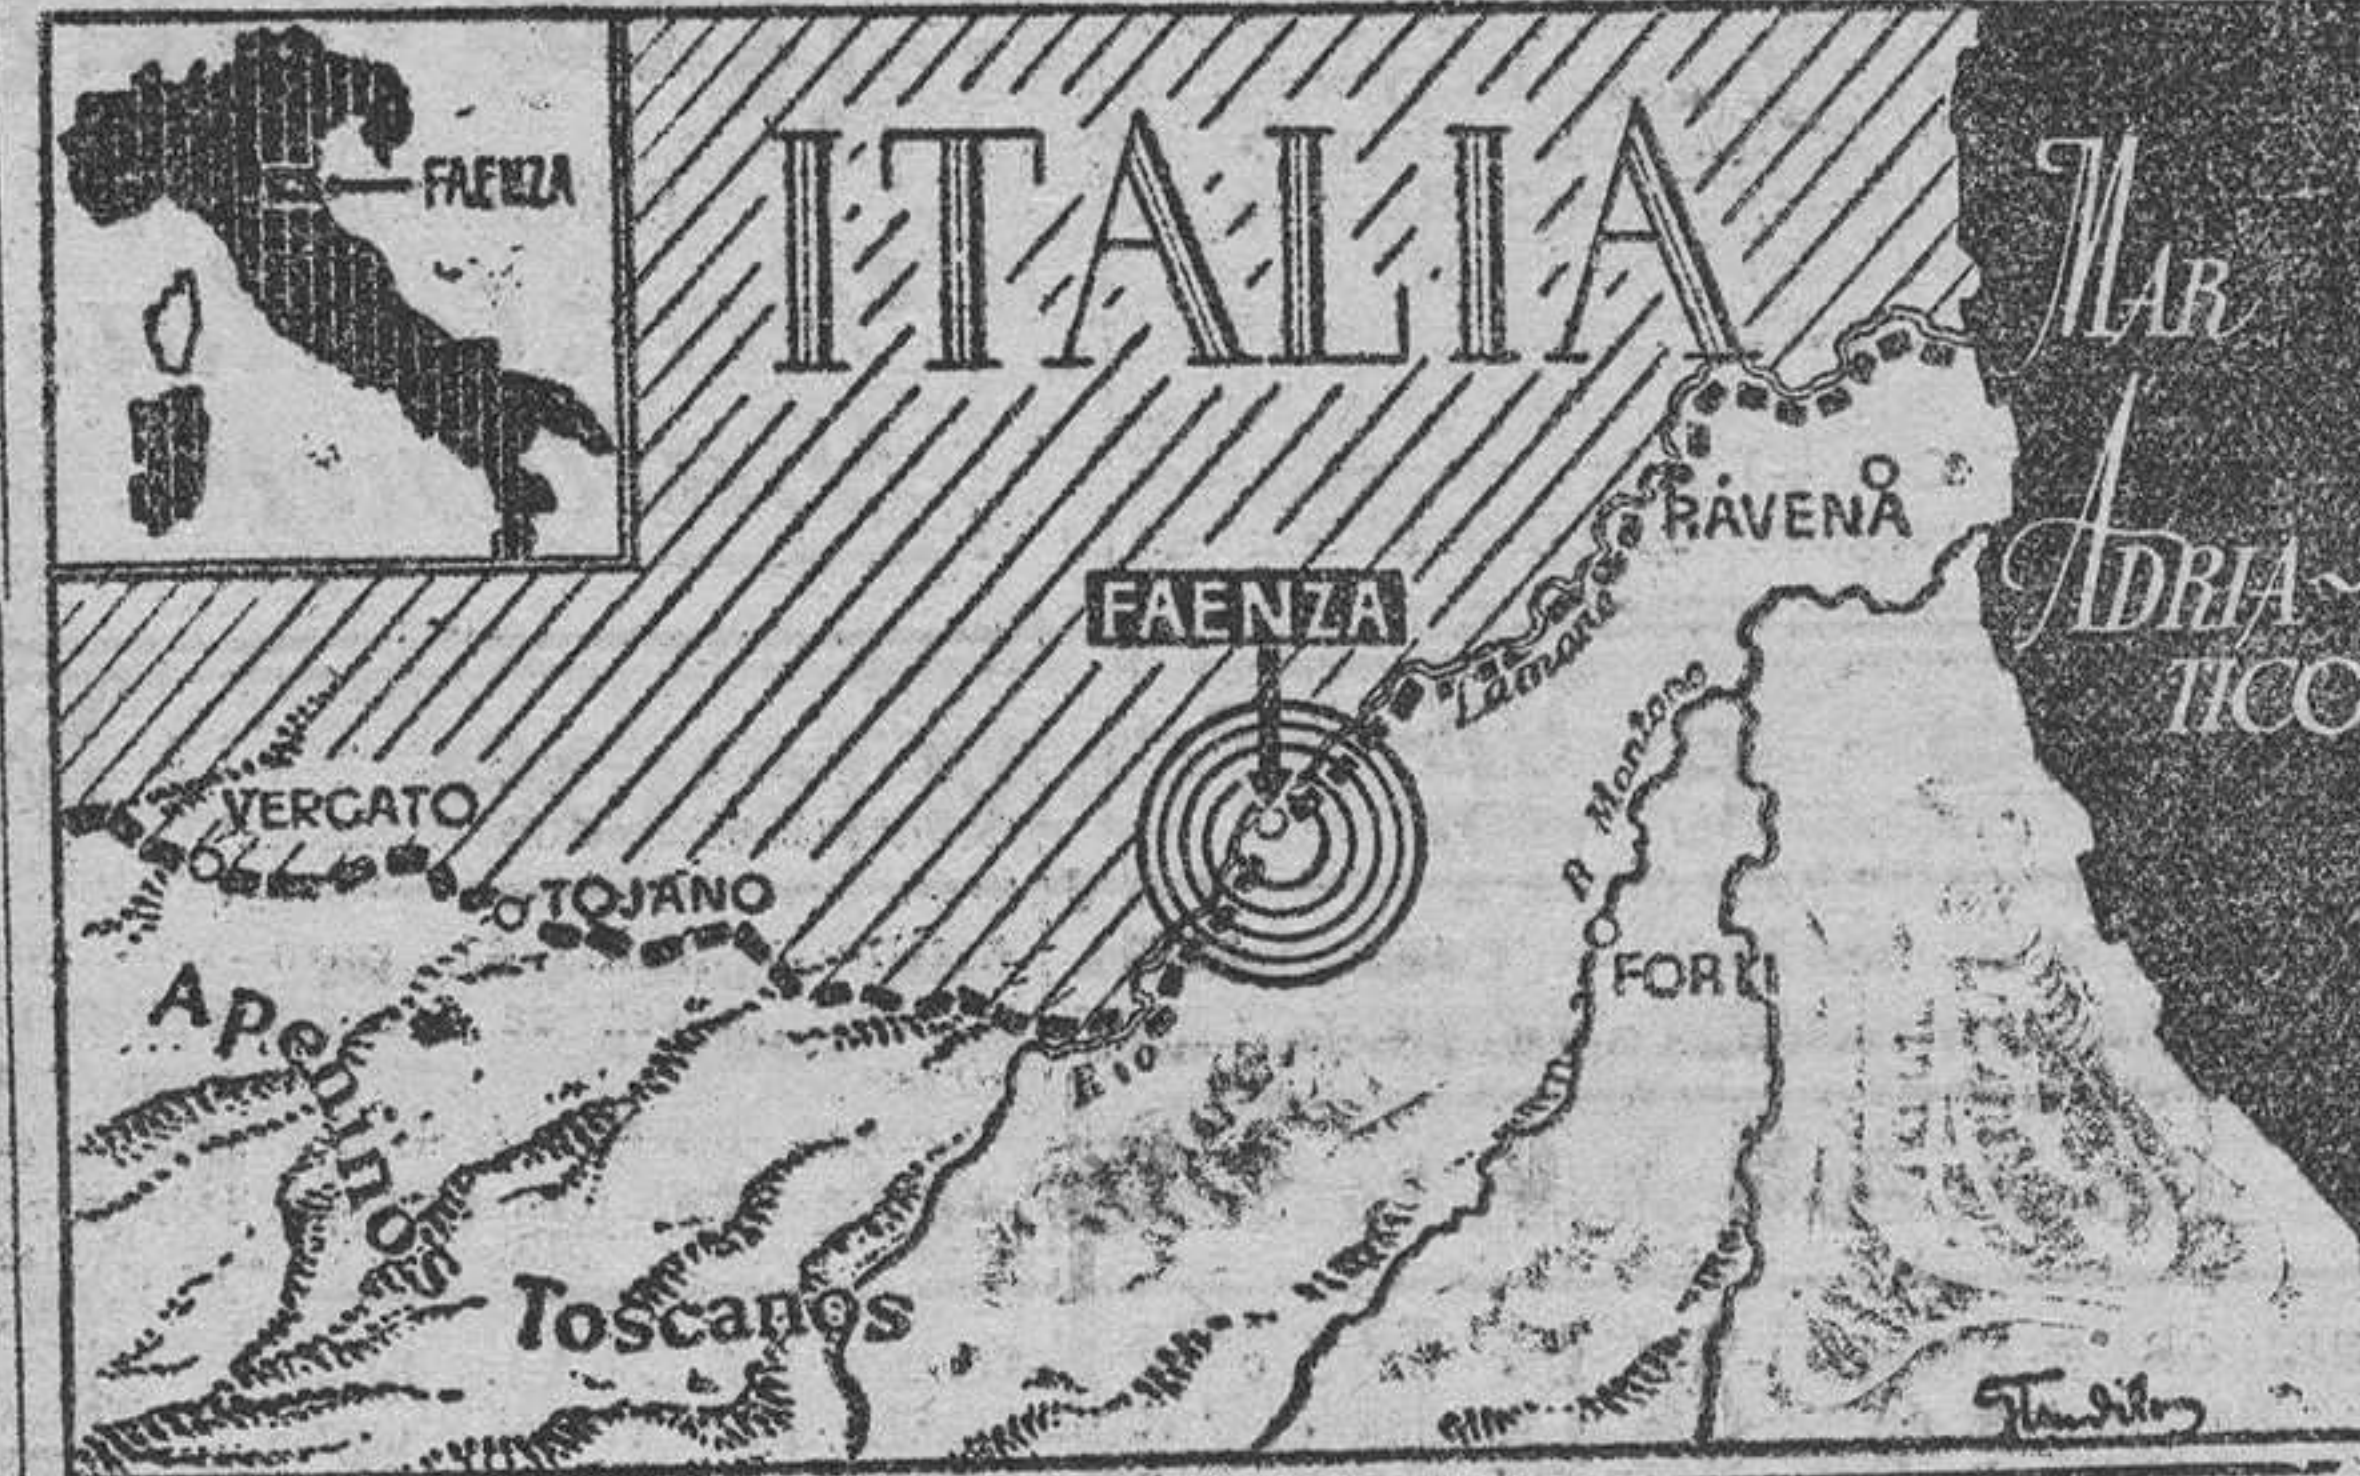 FAENZA
ITALIA
MAR
ADRIA~
TICO
RAVENA
FAENZA
Lamone
R Montone
VERGATO
TOJANO
FORLI
Rio
Apeninos
Toscanos